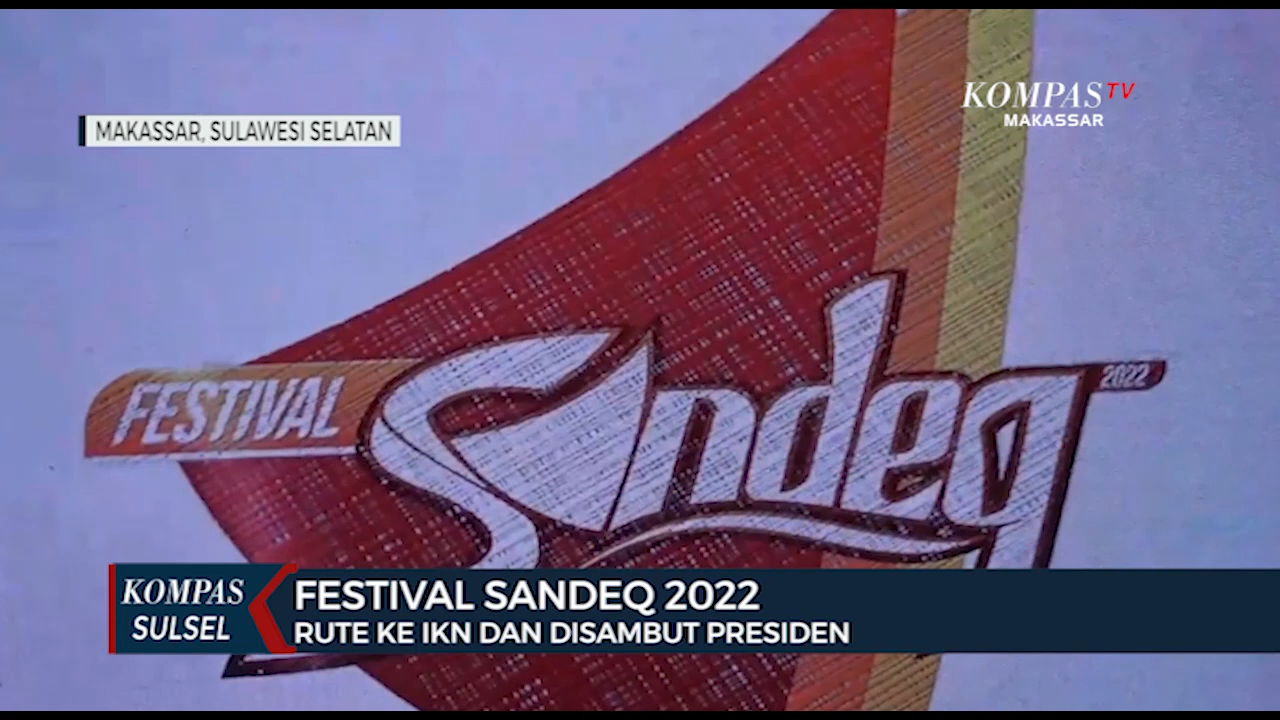 MAKASSAR, SULAWESI SELATAN
KOMPAS TV
MAKASSAR
FESTIVAL
Sandeq
2022
KOMPAS
SULSEL
FESTIVAL SANDEQ 2022
RUTE KE IKN DAN DISAMBUT PRESIDEN